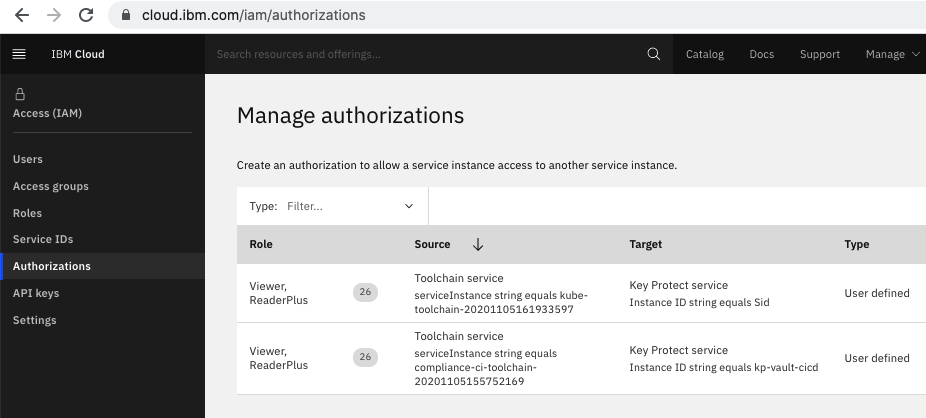 cloud.ibm.com/iam/authorizations
IBM Cloud
Search resources and offerings...
Catalog
Docs
Support
Manage
Access (IAM)
Users
Access groups
Roles
Service IDs
Authorizations
API keys
Settings
Manage authorizations
Create an authorization to allow a service instance access to another service instance.
Type: Filter...
Role
Source
Target
Type
Viewer,
ReaderPlus
26
Toolchain service
serviceInstance string equals kube-
toolchain-20201105161933597
Key Protect service
Instance ID string equals Sid
User defined
Viewer,
ReaderPlus
26
Toolchain service
serviceInstance string equals
compliance-ci-toolchain-
20201105155752169
Key Protect service
Instance ID string equals kp-vault-cicd
User defined